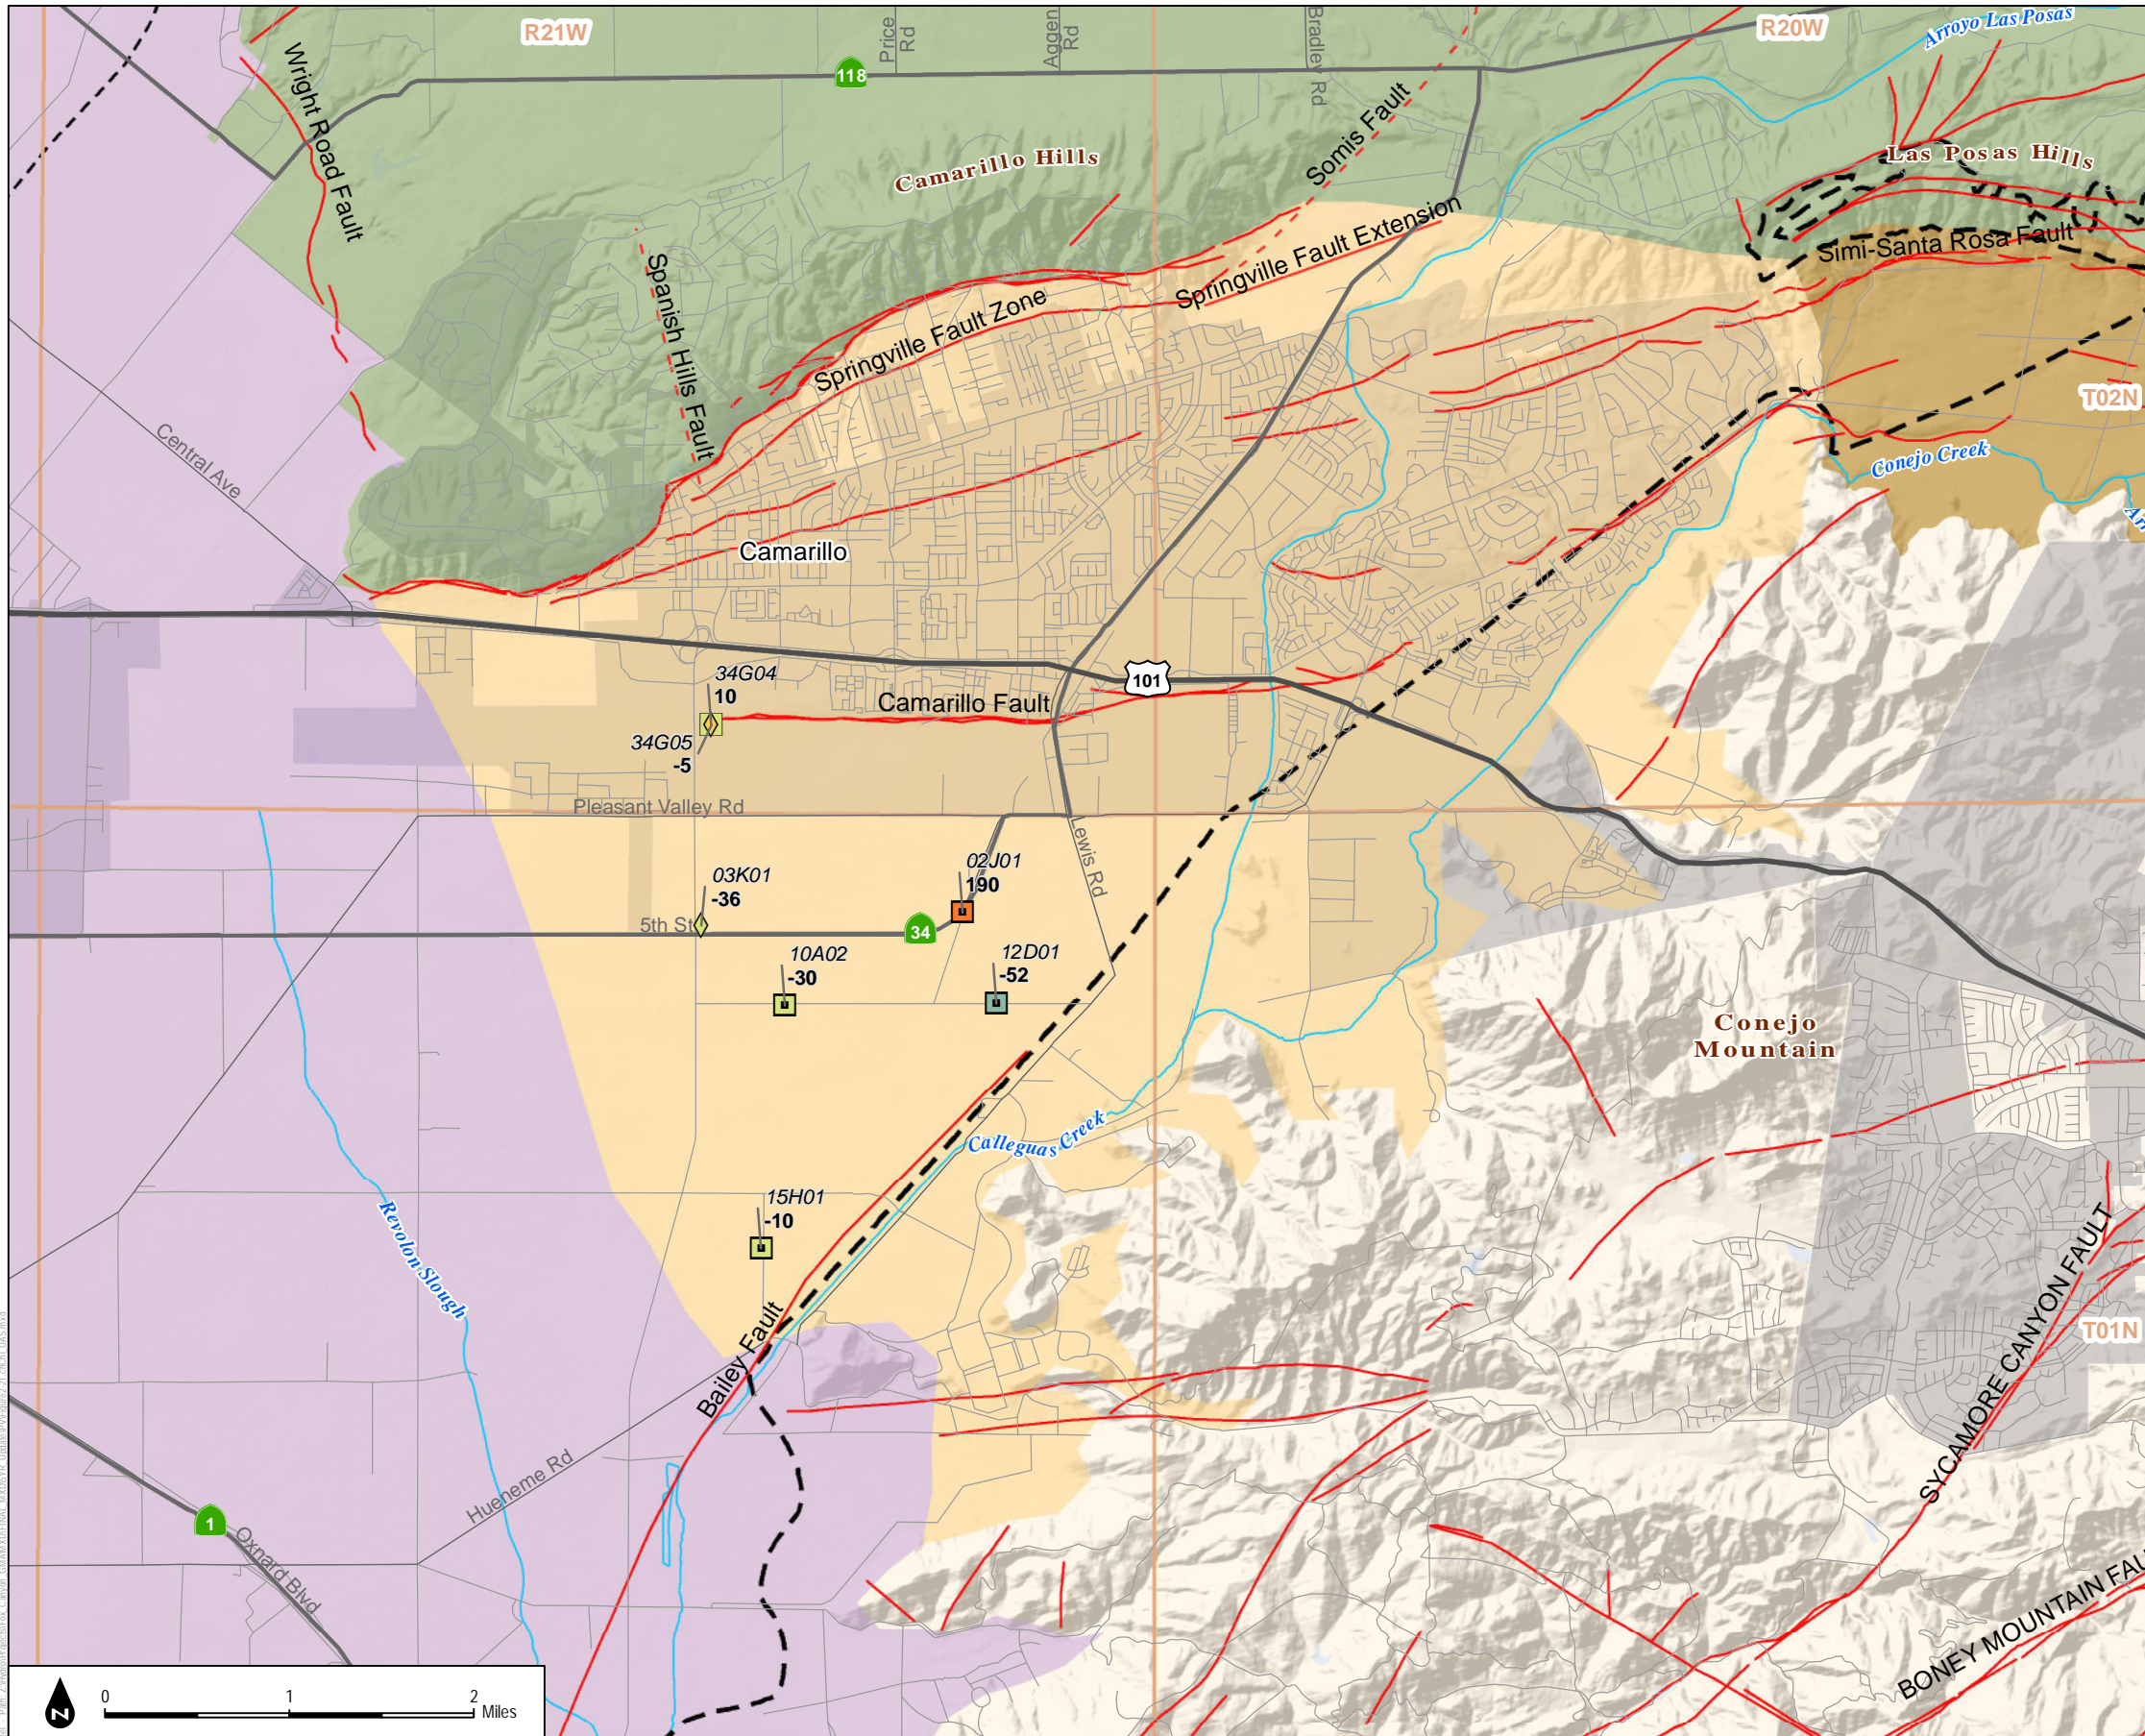 R21W
Price Rd
Aggen Rd
Bradley Rd
R20W
Arroyo Las Posas
118
Wright Road Fault
Camarillo Hills
Somis Fault
Las Posas Hills
Springville Fault Extension
Simi-Santa Rosa Fault
Spanish Hills Fault
Springville Fault Zone
T02N
Central Ave
Conejo Creek
Camarillo
34G04
10
101
Camarillo Fault
34G05
-5
Pleasant Valley Rd
Lewis Rd
02J01
190
03K01
-36
5th St
34
10A02
-30
12D01
-52
Conejo
Mountain
Calleguas Creek
15H01
-10
Revolon Slough
SYCAMORE CANYON FAULT
T01N
Bailey Fault
Hueneme Rd
1
Oxnard Blvd
BONEY MOUNTAIN FAU
N
0 1 2
Miles